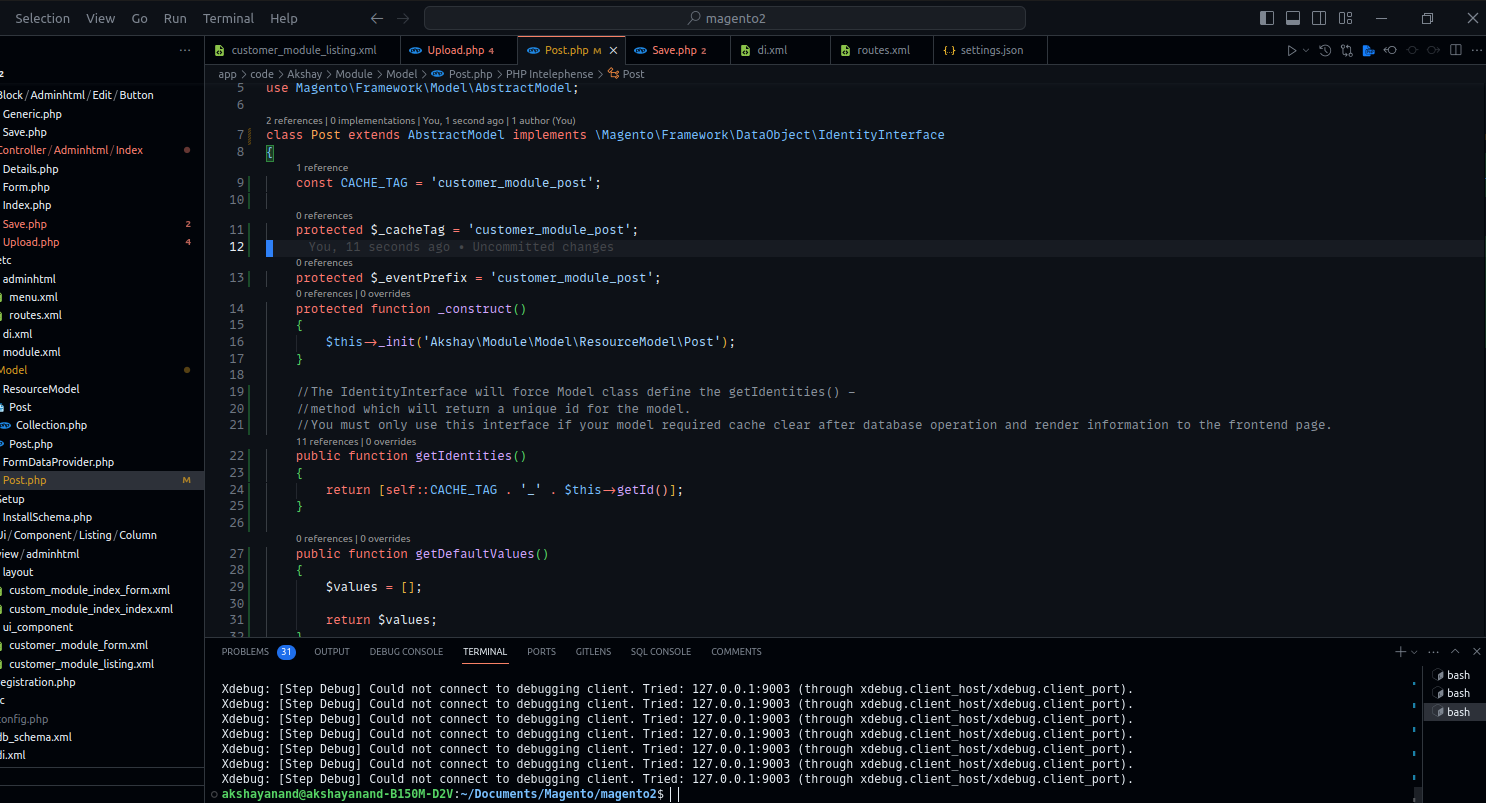 Selection View Go Run Terminal Help
magento2
customer_module_listing.xml
Upload.php 4
Post.php M
Save.php 2
di.xml
routes.xml
settings.json
app > code > Akshay > Module > Model > Post.php > PHP Intelephense > Post
2
Block/Adminhtml/Edit/Button
Generic.php
Save.php
Controller/Adminhtml/Index
Details.php
Form.php
Index.php
Save.php 2
Upload.php 4
etc
adminhtml
menu.xml
routes.xml
di.xml
module.xml
Model
ResourceModel
Post
Collection.php
Post.php
FormDataProvider.php
Post.php M
Setup
InstallSchema.php
Ui/Component/Listing/Column
view/adminhtml
layout
custom_module_index_form.xml
custom_module_index_index.xml
ui_component
customer_module_form.xml
customer_module_listing.xml
registration.php
config.php
db_schema.xml
di.xml
5 use Magento\Framework\Model\AbstractModel;
6
2 references | 0 implementations | You, 1 second ago | 1 author (You)
7 class Post extends AbstractModel implements \Magento\Framework\DataObject\IdentityInterface
8 {
1 reference
9 const CACHE_TAG = 'customer_module_post';
10
0 references
11 protected $_cacheTag = 'customer_module_post';
12 You, 11 seconds ago • Uncommitted changes
0 references
13 protected $_eventPrefix = 'customer_module_post';
0 references | 0 overrides
14 protected function _construct()
15 {
16 $this->_init('Akshay\Module\Model\ResourceModel\Post');
17 }
18
19 //The IdentityInterface will force Model class define the getIdentities() -
20 //method which will return a unique id for the model.
21 //You must only use this interface if your model required cache clear after database operation and render information to the frontend page.
11 references | 0 overrides
22 public function getIdentities()
23 {
24 return [self::CACHE_TAG . '_' . $this->getId()];
25 }
26
0 references | 0 overrides
27 public function getDefaultValues()
28 {
29 $values = [];
30
31 return $values;
32 }
PROBLEMS 31 OUTPUT DEBUG CONSOLE TERMINAL PORTS GITLENS SQL CONSOLE COMMENTS
Xdebug: [Step Debug] Could not connect to debugging client. Tried: 127.0.0.1:9003 (through xdebug.client_host/xdebug.client_port).
Xdebug: [Step Debug] Could not connect to debugging client. Tried: 127.0.0.1:9003 (through xdebug.client_host/xdebug.client_port).
Xdebug: [Step Debug] Could not connect to debugging client. Tried: 127.0.0.1:9003 (through xdebug.client_host/xdebug.client_port).
Xdebug: [Step Debug] Could not connect to debugging client. Tried: 127.0.0.1:9003 (through xdebug.client_host/xdebug.client_port).
Xdebug: [Step Debug] Could not connect to debugging client. Tried: 127.0.0.1:9003 (through xdebug.client_host/xdebug.client_port).
Xdebug: [Step Debug] Could not connect to debugging client. Tried: 127.0.0.1:9003 (through xdebug.client_host/xdebug.client_port).
Xdebug: [Step Debug] Could not connect to debugging client. Tried: 127.0.0.1:9003 (through xdebug.client_host/xdebug.client_port).
akshayanand@akshayanand-B150M-D2V:~/Documents/Magento/magento2$
bash
bash
bash